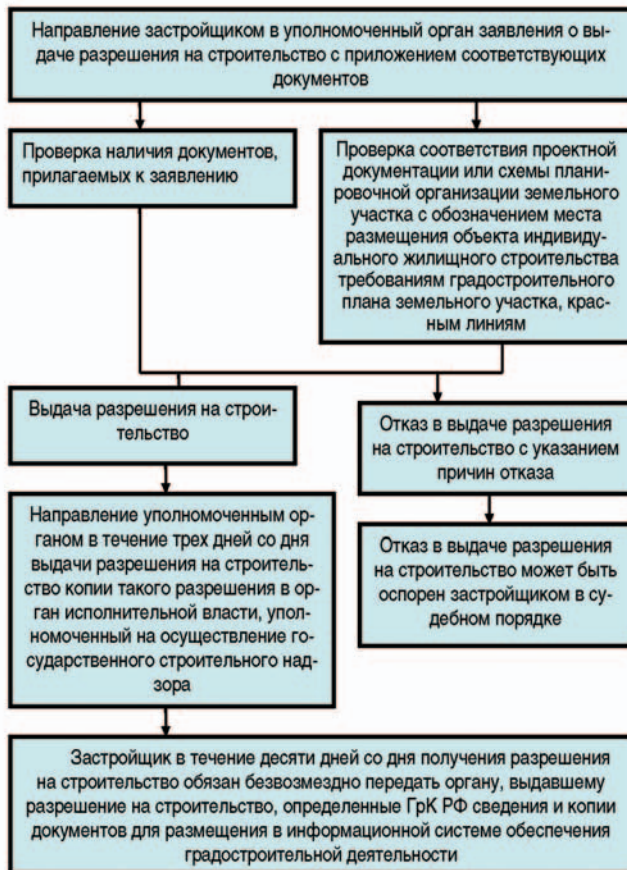 Направление застройщиком в уполномоченный орган заявления о вы-
даче разрешения на строительство с приложением соответствующих
документов
Проверка наличия документов,
прилагаемых к заявлению
Проверка соответствия проектной
документации или схемы плани-
ровочной организации земельного
участка с обозначением места
размещения объекта индивиду-
ального жилищного строительства
требованиям градостроительного
плана земельного участка, крас-
ным линиям
Выдача разрешения на строи-
тельство
Отказ в выдаче разрешения
на строительство с указанием
причин отказа
Направление уполномоченным ор-
ганом в течение трех дней со дня
выдачи разрешения на строитель-
ство копии такого разрешения в ор-
ган исполнительной власти, упол-
номоченный на осуществление го-
сударственного строительного над-
зора
Отказ в выдаче разрешения
на строительство может быть
оспорен застройщиком в су-
дебном порядке
Застройщик в течение десяти дней со дня получения разрешения
на строительство обязан безвозмездно передать органу, выдавшему
разрешение на строительство, определенные ГрК РФ сведения и копии
документов для размещения в информационной системе обеспечения
градостроительной деятельности